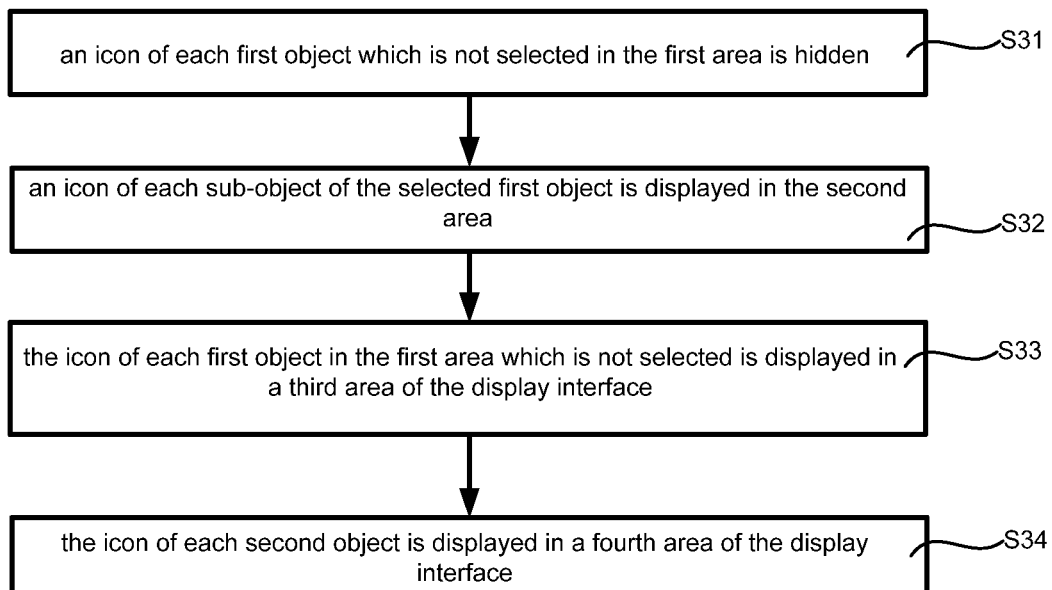 an icon of each first object which is not selected in the first area is hidden
S31
an icon of each sub-object of the selected first object is displayed in the second
area
S32
the icon of each first object in the first area which is not selected is displayed in
a third area of the display interface
S33
the icon of each second object is displayed in a fourth area of the display
interface
S34